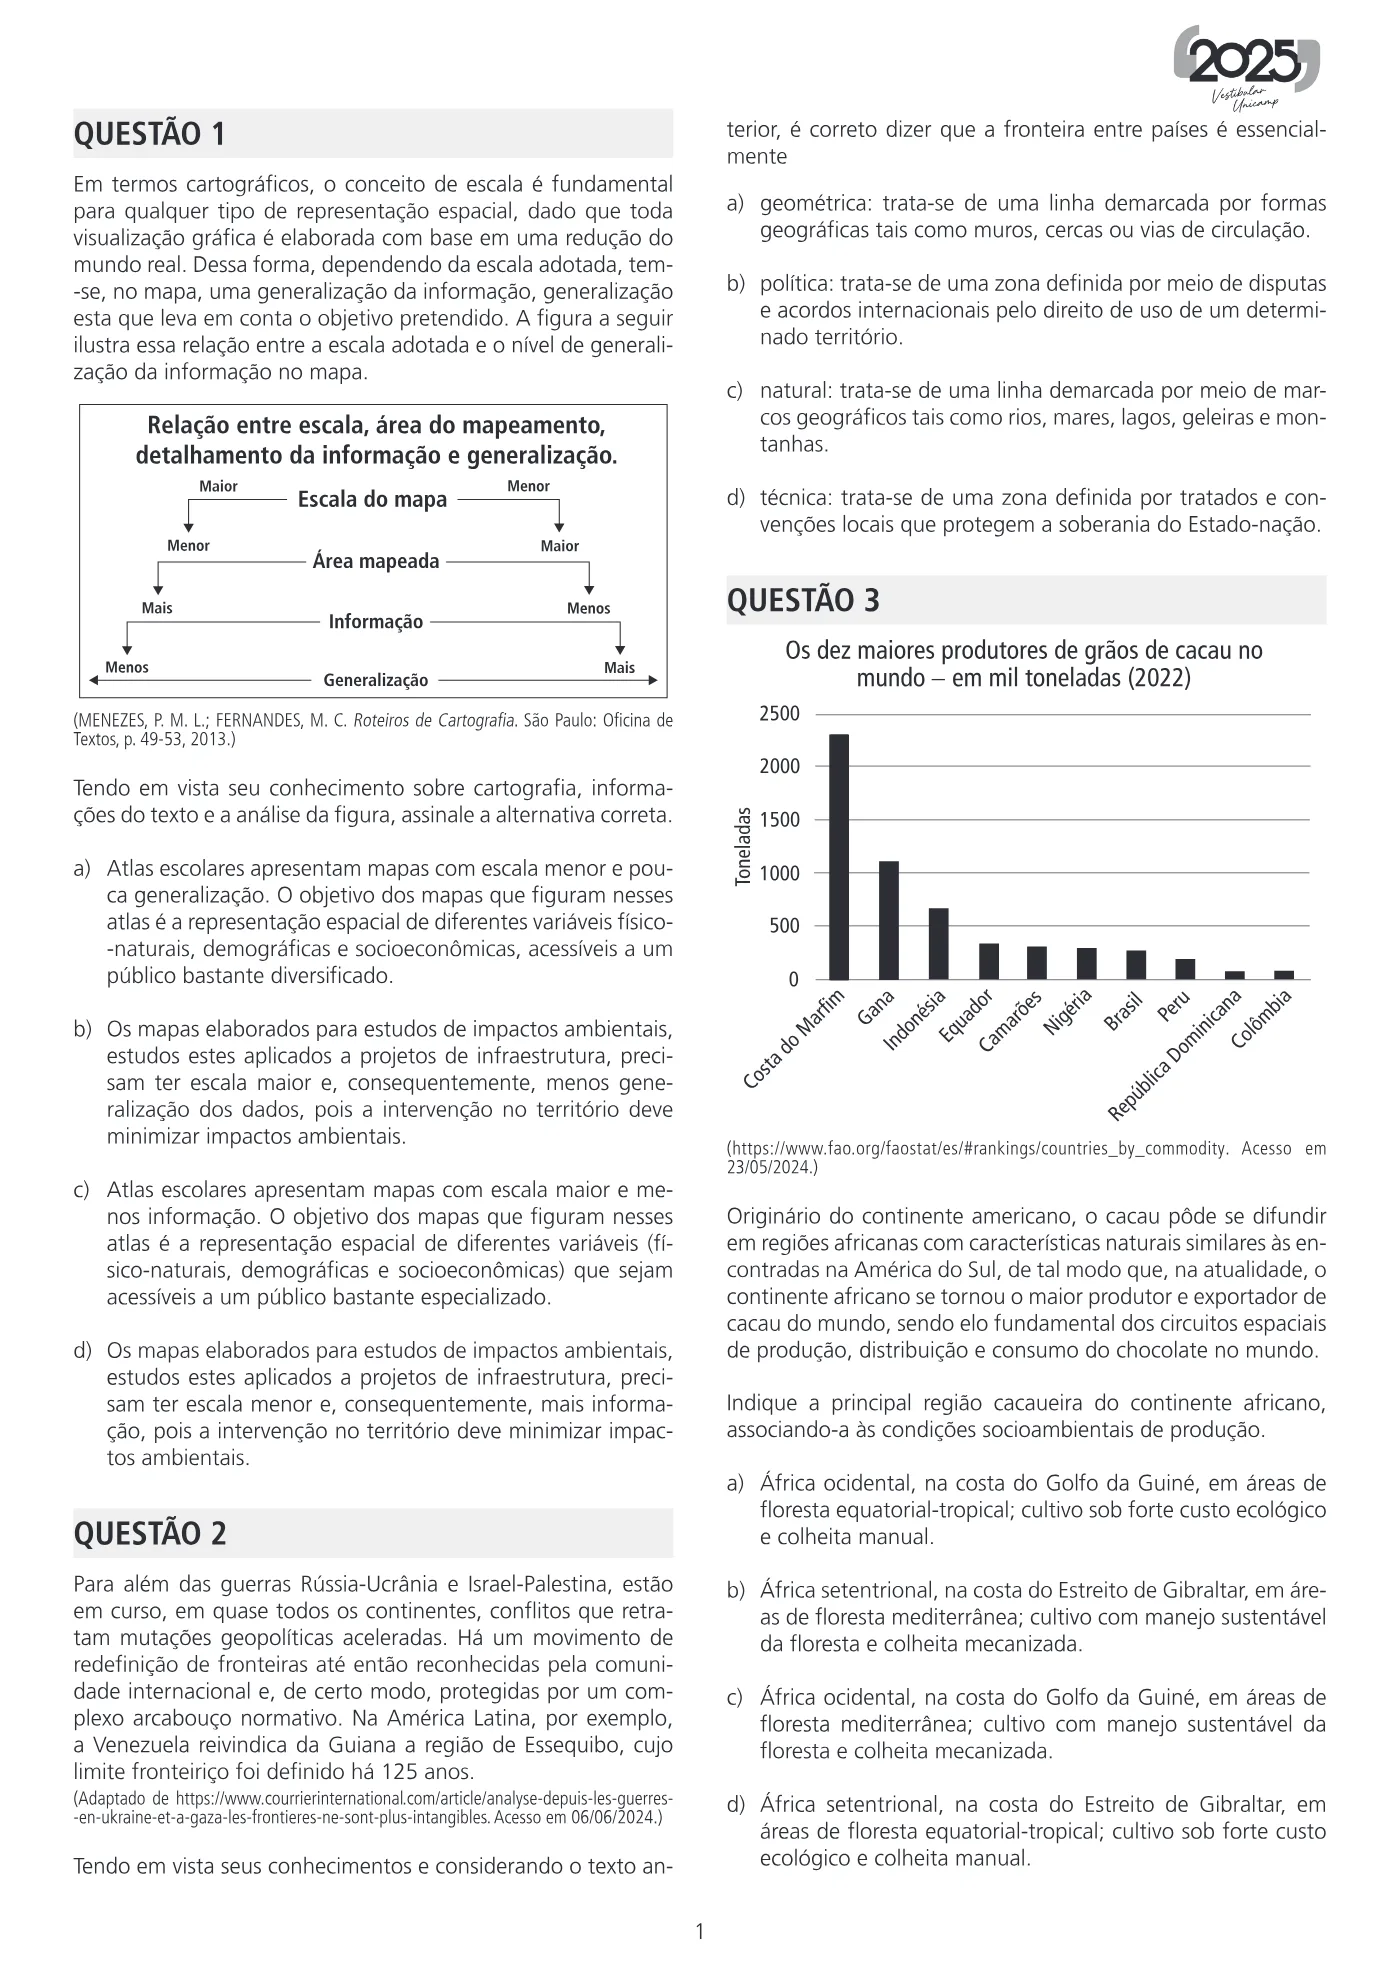 2025
Vestibular
Unicamp
QUESTÃO 1
Em termos cartográficos, o conceito de escala é fundamental
para qualquer tipo de representação espacial, dado que toda
visualização gráfica é elaborada com base em uma redução do
mundo real. Dessa forma, dependendo da escala adotada, tem-
-se, no mapa, uma generalização da informação, generalização
esta que leva em conta o objetivo pretendido. A figura a seguir
ilustra essa relação entre a escala adotada e o nível de generali-
zação da informação no mapa.
Relação entre escala, área do mapeamento,
detalhamento da informação e generalização.
Maior Escala do mapa Menor
Menor Área mapeada Maior
Mais Informação Menos
Menos Generalização Mais
(MENEZES, P. M. L.; FERNANDES, M. C. Roteiros de Cartografia. São Paulo: Oficina de
Textos, p. 49-53, 2013.)
Tendo em vista seu conhecimento sobre cartografia, informa-
ções do texto e a análise da figura, assinale a alternativa correta.
a) Atlas escolares apresentam mapas com escala menor e pou-
ca generalização. O objetivo dos mapas que figuram nesses
atlas é a representação espacial de diferentes variáveis físico-
-naturais, demográficas e socioeconômicas, acessíveis a um
público bastante diversificado.
b) Os mapas elaborados para estudos de impactos ambientais,
estudos estes aplicados a projetos de infraestrutura, preci-
sam ter escala maior e, consequentemente, menos gene-
ralização dos dados, pois a intervenção no território deve
minimizar impactos ambientais.
c) Atlas escolares apresentam mapas com escala maior e me-
nos informação. O objetivo dos mapas que figuram nesses
atlas é a representação espacial de diferentes variáveis (fí-
sico-naturais, demográficas e socioeconômicas) que sejam
acessíveis a um público bastante especializado.
d) Os mapas elaborados para estudos de impactos ambientais,
estudos estes aplicados a projetos de infraestrutura, preci-
sam ter escala menor e, consequentemente, mais informa-
ção, pois a intervenção no território deve minimizar impac-
tos ambientais.
QUESTÃO 2
Para além das guerras Rússia-Ucrânia e Israel-Palestina, estão
em curso, em quase todos os continentes, conflitos que retra-
tam mutações geopolíticas aceleradas. Há um movimento de
redefinição de fronteiras até então reconhecidas pela comuni-
dade internacional e, de certo modo, protegidas por um com-
plexo arcabouço normativo. Na América Latina, por exemplo,
a Venezuela reivindica da Guiana a região de Essequibo, cujo
limite fronteiriço foi definido há 125 anos.
(Adaptado de https://www.courrierinternational.com/article/analyse-depuis-les-guerres-
-en-ukraine-et-a-gaza-les-frontieres-ne-sont-plus-intangibles. Acesso em 06/06/2024.)
Tendo em vista seus conhecimentos e considerando o texto an-
terior, é correto dizer que a fronteira entre países é essencial-
mente
a) geométrica: trata-se de uma linha demarcada por formas
geográficas tais como muros, cercas ou vias de circulação.
b) política: trata-se de uma zona definida por meio de disputas
e acordos internacionais pelo direito de uso de um determi-
nado território.
c) natural: trata-se de uma linha demarcada por meio de mar-
cos geográficos tais como rios, mares, lagos, geleiras e mon-
tanhas.
d) técnica: trata-se de uma zona definida por tratados e con-
venções locais que protegem a soberania do Estado-nação.
QUESTÃO 3
Os dez maiores produtores de grãos de cacau no
mundo – em mil toneladas (2022)
Toneladas
2500
2000
1500
1000
500
0
Costa do Marfim
Gana
Indonésia
Equador
Camarões
Nigéria
Brasil
Peru
República Dominicana
Colômbia
(https://www.fao.org/faostat/es/#rankings/countries_by_commodity. Acesso em
23/05/2024.)
Originário do continente americano, o cacau pôde se difundir
em regiões africanas com características naturais similares às en-
contradas na América do Sul, de tal modo que, na atualidade, o
continente africano se tornou o maior produtor e exportador de
cacau do mundo, sendo elo fundamental dos circuitos espaciais
de produção, distribuição e consumo do chocolate no mundo.
Indique a principal região cacaueira do continente africano,
associando-a às condições socioambientais de produção.
a) África ocidental, na costa do Golfo da Guiné, em áreas de
floresta equatorial-tropical; cultivo sob forte custo ecológico
e colheita manual.
b) África setentrional, na costa do Estreito de Gibraltar, em áre-
as de floresta mediterrânea; cultivo com manejo sustentável
da floresta e colheita mecanizada.
c) África ocidental, na costa do Golfo da Guiné, em áreas de
floresta mediterrânea; cultivo com manejo sustentável da
floresta e colheita mecanizada.
d) África setentrional, na costa do Estreito de Gibraltar, em
áreas de floresta equatorial-tropical; cultivo sob forte custo
ecológico e colheita manual.
1